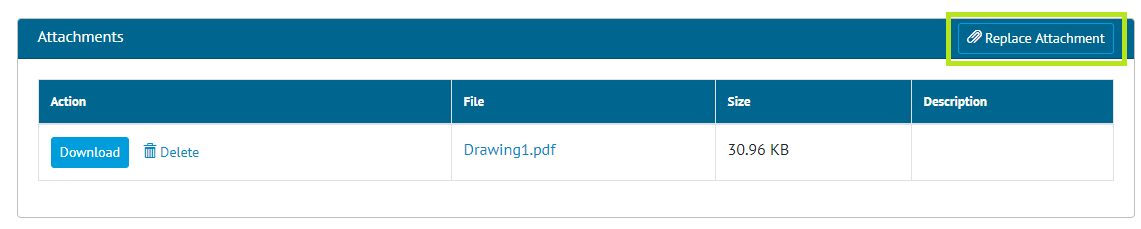 Attachments
Replace Attachment
Action File Size Description
Download Delete Drawing1.pdf 30.96 KB